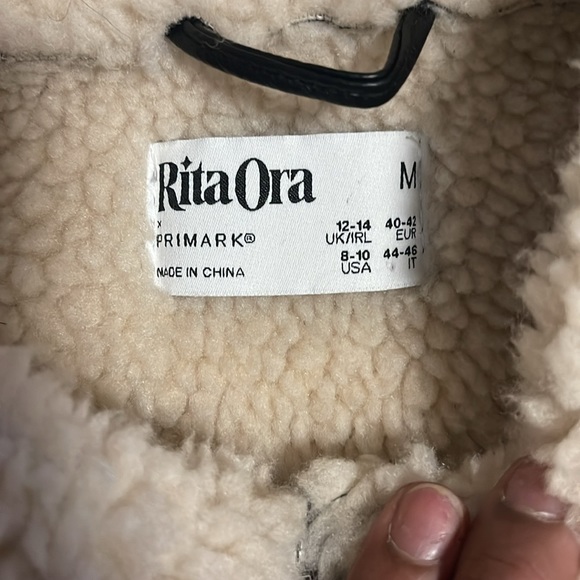 Rita Ora
M
x
PRIMARK®
12-14 40-42
UK/IRL EUR
8-10 44-46
USA IT
MADE IN CHINA